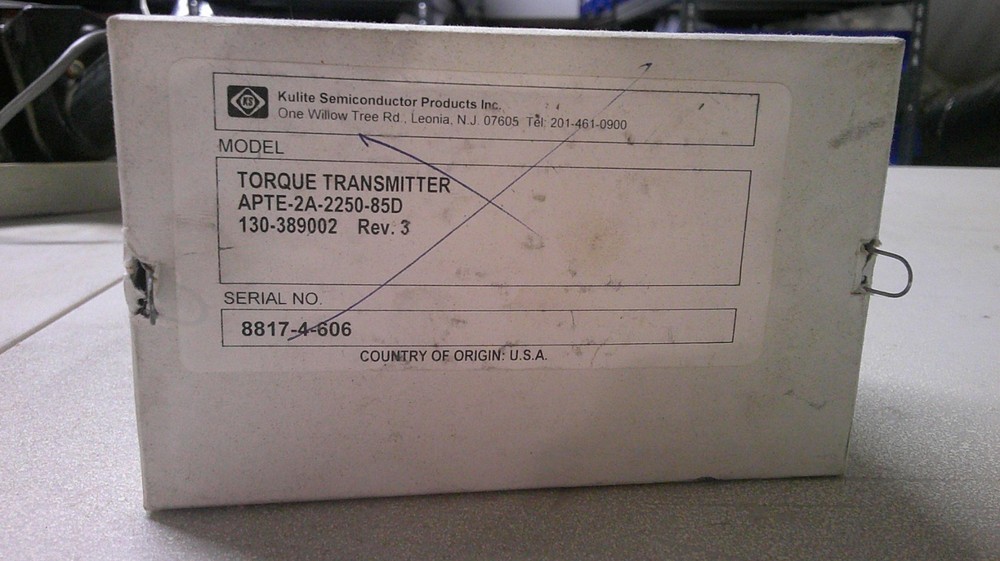 KS
Kulite Semiconductor Products Inc.
One Willow Tree Rd., Leonia, N.J. 07605 Tel: 201-461-0900
MODEL
TORQUE TRANSMITTER
APTE-2A-2250-85D
130-389002 Rev. 3
SERIAL NO.
8817-4-606
COUNTRY OF ORIGIN: U.S.A.